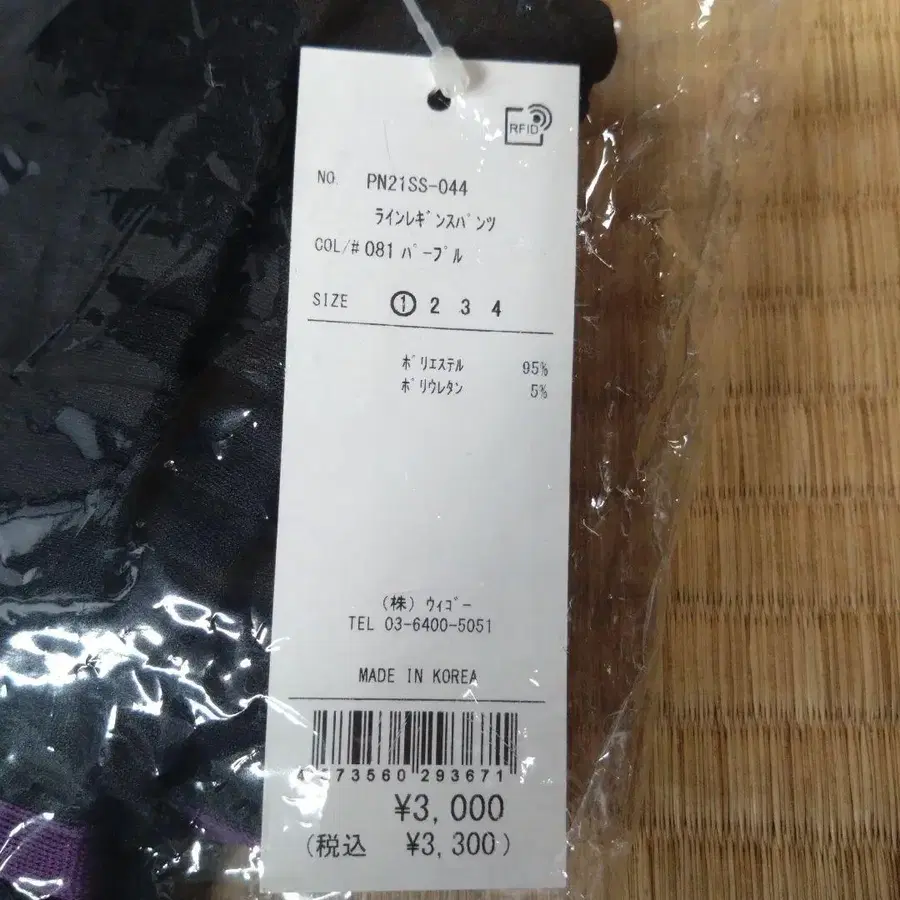 RFID
NO. PN21SS-044
ﾗｲﾝﾚｷﾞﾝｽﾊﾟﾝﾂ
COL/# 081 ﾊﾟｰﾌﾟﾙ
SIZE ① 2 3 4
ﾎﾟﾘｴｽﾃﾙ 95%
ﾎﾟﾘｳﾚﾀﾝ 5%
(株) ｳｨｺﾞｰ
TEL 03-6400-5051
MADE IN KOREA
4 573560 293671
¥3,000
(税込 ¥3,300)